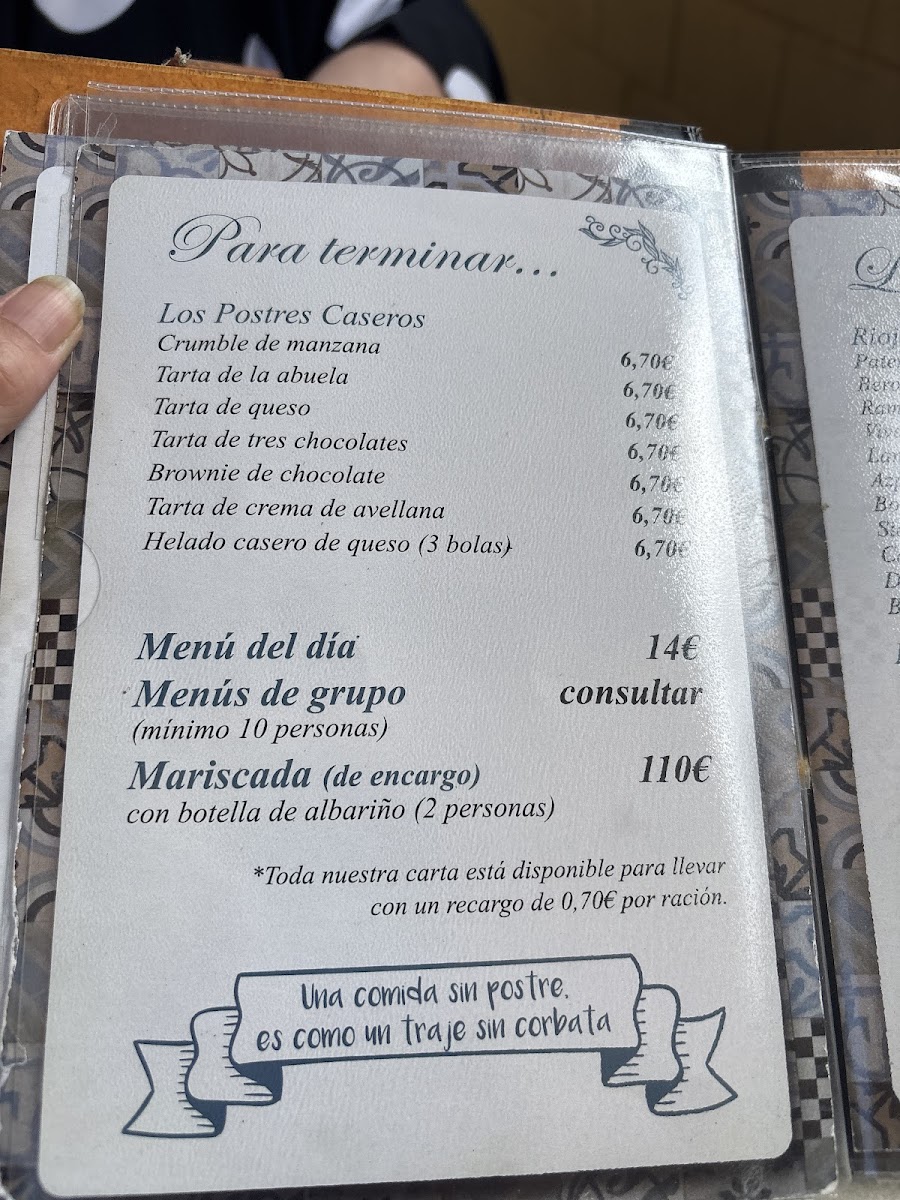 Para terminar...
Los Postres Caseros
Crumble de manzana 6,70€
Tarta de la abuela 6,70€
Tarta de queso 6,70€
Tarta de tres chocolates 6,70€
Brownie de chocolate 6,70€
Tarta de crema de avellana 6,70€
Helado casero de queso (3 bolas) 6,70€
Menú del día 14€
Menús de grupo consultar
(mínimo 10 personas)
Mariscada (de encargo) 110€
con botella de albariño (2 personas)
*Toda nuestra carta está disponible para llevar
con un recargo de 0,70€ por ración.
Una comida sin postre,
es como un traje sin corbata